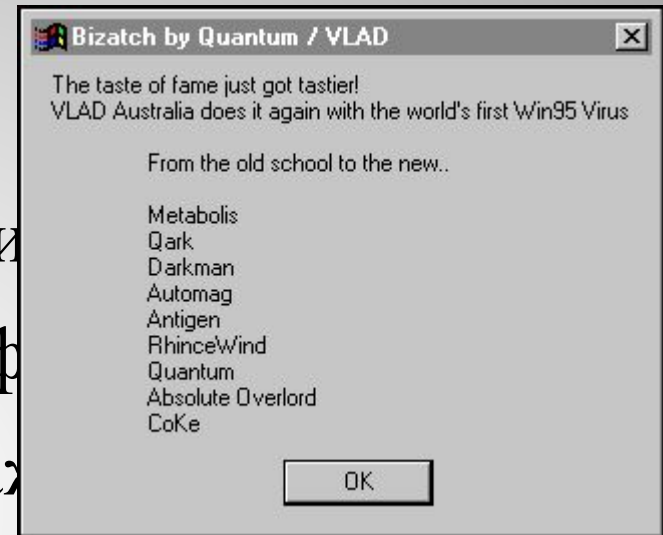 Bizatch by Quantum / VLAD
The taste of fame just got tastier!
VLAD Australia does it again with the world's first Win95 Virus
From the old school to the new..
Metabolis
Qark
Darkman
Automag
Antigen
RhinceWind
Quantum
Absolute Overlord
CoKe
OK